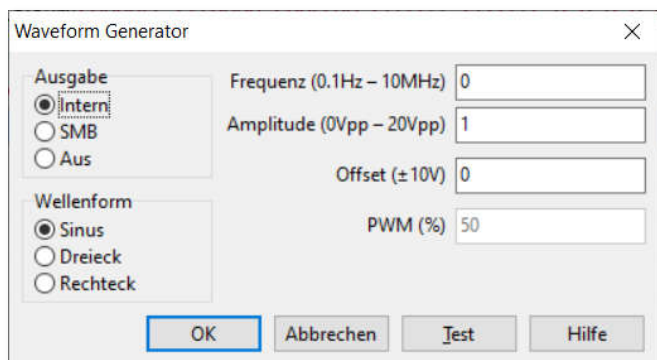 Waveform Generator
Ausgabe
Intern
SMB
Aus
Wellenform
Sinus
Dreieck
Rechteck
Frequenz (0.1Hz – 10MHz) 0
Amplitude (0Vpp – 20Vpp) 1
Offset (±10V) 0
PWM (%) 50
OK Abbrechen Test Hilfe